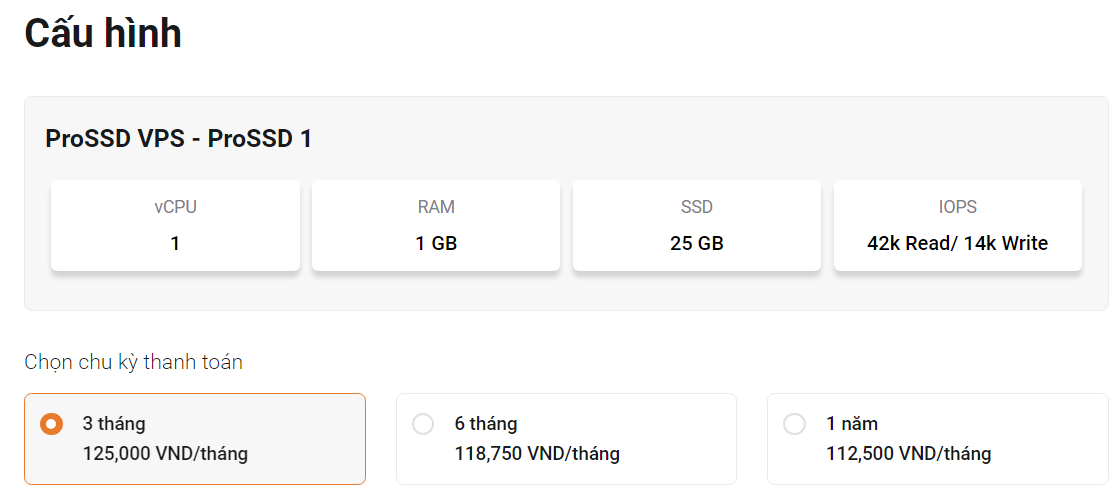 Cấu hình
ProSSD VPS - ProSSD 1
vCPU
1
RAM
1 GB
SSD
25 GB
IOPS
42k Read/ 14k Write
Chọn chu kỳ thanh toán
3 tháng
125,000 VND/tháng
6 tháng
118,750 VND/tháng
1 năm
112,500 VND/tháng